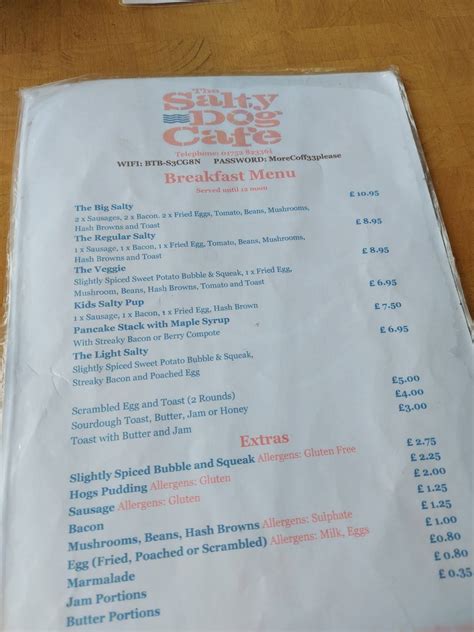 The
Salty
Dog
Cafe
Telephone: 01752 823361
WIFI: BTB-S3CG8N PASSWORD: MoreCoff33please
Breakfast Menu
Served until 12 noon
The Big Salty £ 10.95
2 x Sausages, 2 x Bacon. 2 x Fried Eggs, Tomato, Beans, Mushrooms,
Hash Browns and Toast
The Regular Salty £ 8.95
1 x Sausage, 1 x Bacon, 1 x Fried Egg, Tomato, Beans, Mushrooms,
Hash Browns and Toast
The Veggie £ 8.95
Slightly Spiced Sweet Potato Bubble & Squeak, 1 x Fried Egg,
Mushroom, Beans, Hash Browns, Tomato and Toast
Kids Salty Pup £ 6.95
1 x Sausage, 1 x Bacon, 1 x Fried Egg, Hash Brown
Pancake Stack with Maple Syrup £ 7.50
With Streaky Bacon or Berry Compote
The Light Salty £ 6.95
Slightly Spiced Sweet Potato Bubble & Squeak,
Streaky Bacon and Poached Egg
Scrambled Egg and Toast (2 Rounds) £5.00
Sourdough Toast, Butter, Jam or Honey £4.00
Toast with Butter and Jam £3.00
Extras
Slightly Spiced Bubble and Squeak Allergens: Gluten Free £ 2.75
Hogs Pudding Allergens: Gluten £ 2.25
Sausage Allergens: Gluten £ 2.00
Bacon £ 1.25
Mushrooms, Beans, Hash Browns Allergens: Sulphate £ 1.25
Egg (Fried, Poached or Scrambled) Allergens: Milk, Eggs £ 1.00
Marmalade £0.80
Jam Portions £ 0.80
Butter Portions £ 0.35